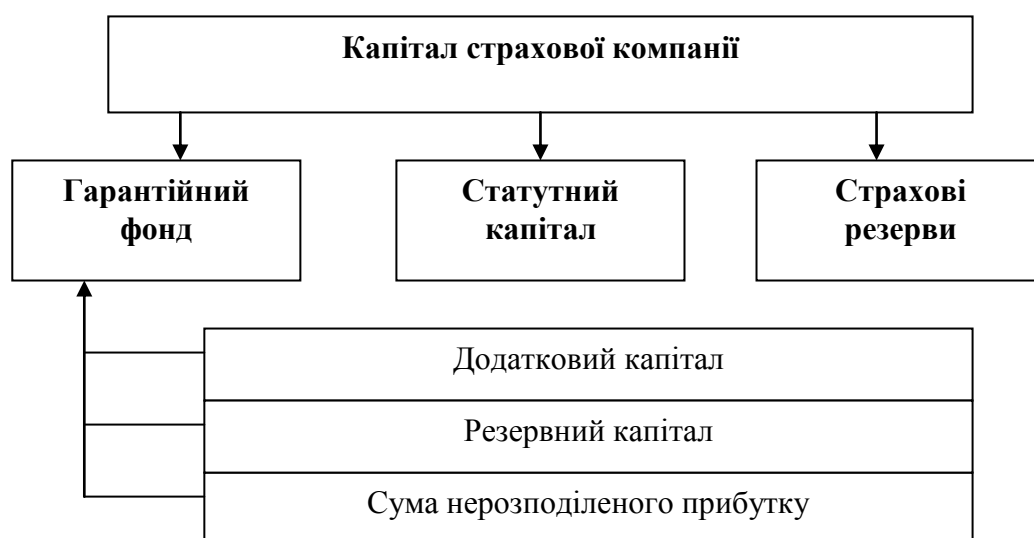 Капітал страхової компанії
Гарантійний
фонд
Статутний
капітал
Страхові
резерви
Додатковий капітал
Резервний капітал
Сума нерозподіленого прибутку